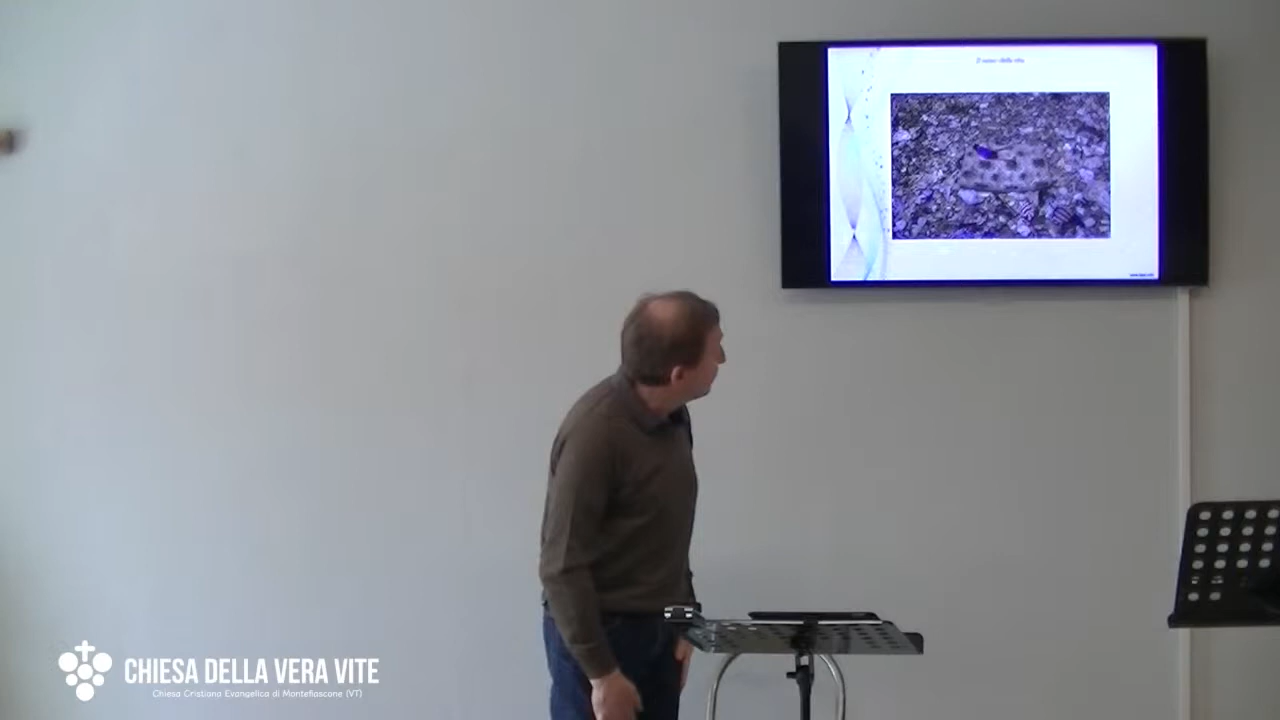 CHIESA DELLA VERA VITE
Chiesa Cristiana Evangelica di Montefiascone (VT)